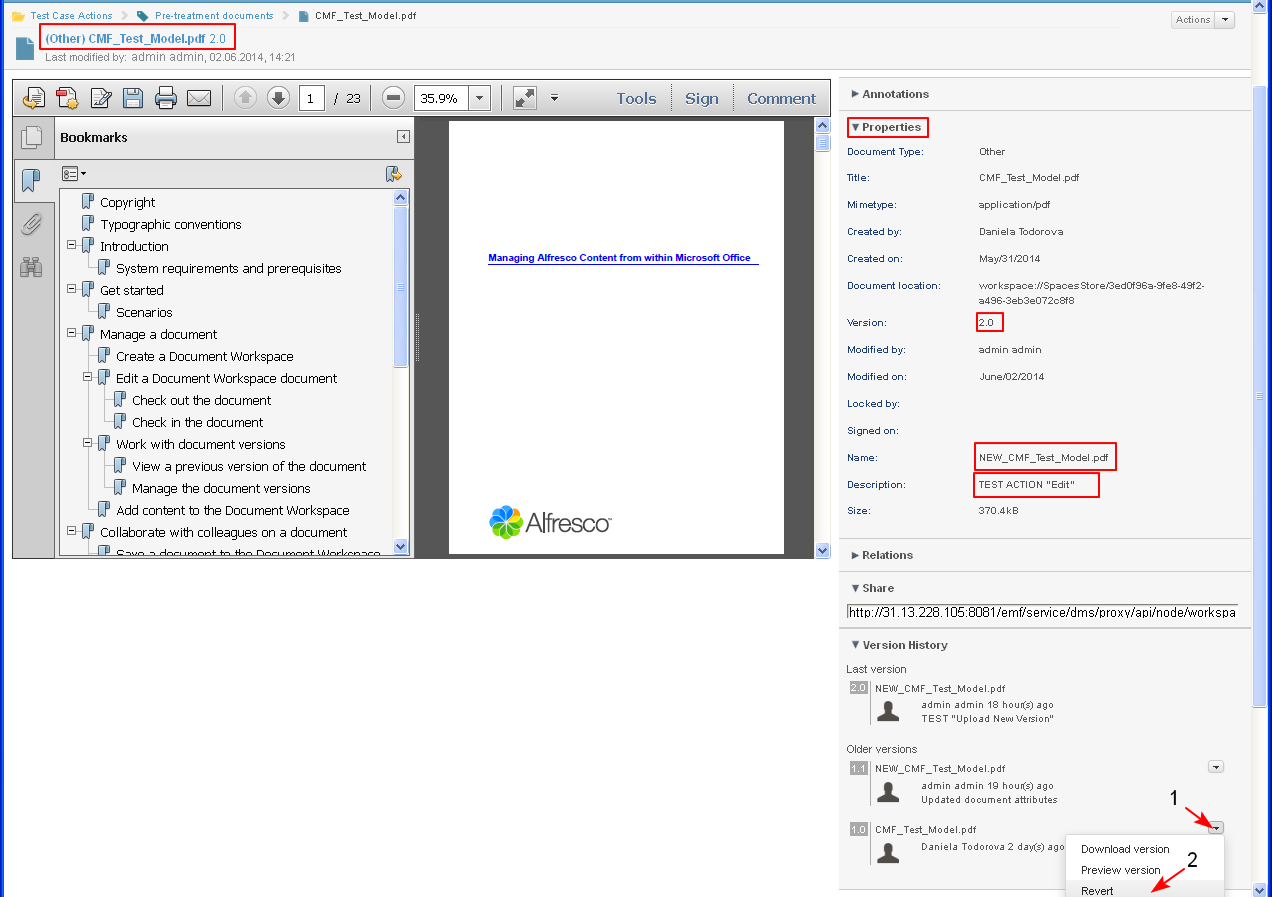 Test Case Actions Pre-treatment documents CMF_Test_Model.pdf
Actions
(Other) CMF_Test_Model.pdf 2.0
Last modified by: admin admin, 02.06.2014, 14:21
1 / 23 35.9% Tools Sign Comment
Bookmarks
Copyright
Typographic conventions
Introduction
System requirements and prerequisites
Get started
Scenarios
Manage a document
Create a Document Workspace
Edit a Document Workspace document
Check out the document
Check in the document
Work with document versions
View a previous version of the document
Manage the document versions
Add content to the Document Workspace
Collaborate with colleagues on a document
Save a document to the Document Workspace
Managing Alfresco Content from within Microsoft Office
Alfresco
Annotations
Properties
Document Type: Other
Title: CMF_Test_Model.pdf
Mimetype: application/pdf
Created by: Daniela Todorova
Created on: May/31/2014
Document location: workspace://SpacesStore/3ed0f96a-9fe8-49f2-
a496-3eb3e072c8f8
Version: 2.0
Modified by: admin admin
Modified on: June/02/2014
Locked by:
Signed on:
Name: NEW_CMF_Test_Model.pdf
Description: TEST ACTION "Edit"
Size: 370.4kB
Relations
Share
http://31.13.228.105:8081/emf/service/dms/proxy/api/node/workspa
Version History
Last version
2.0 NEW_CMF_Test_Model.pdf
admin admin 18 hour(s) ago
TEST "Upload New Version"
Older versions
1.1 NEW_CMF_Test_Model.pdf
admin admin 19 hour(s) ago
Updated document attributes
1
1.0 CMF_Test_Model.pdf
Daniela Todorova 2 day(s) ago
Download version
Preview version
2
Revert